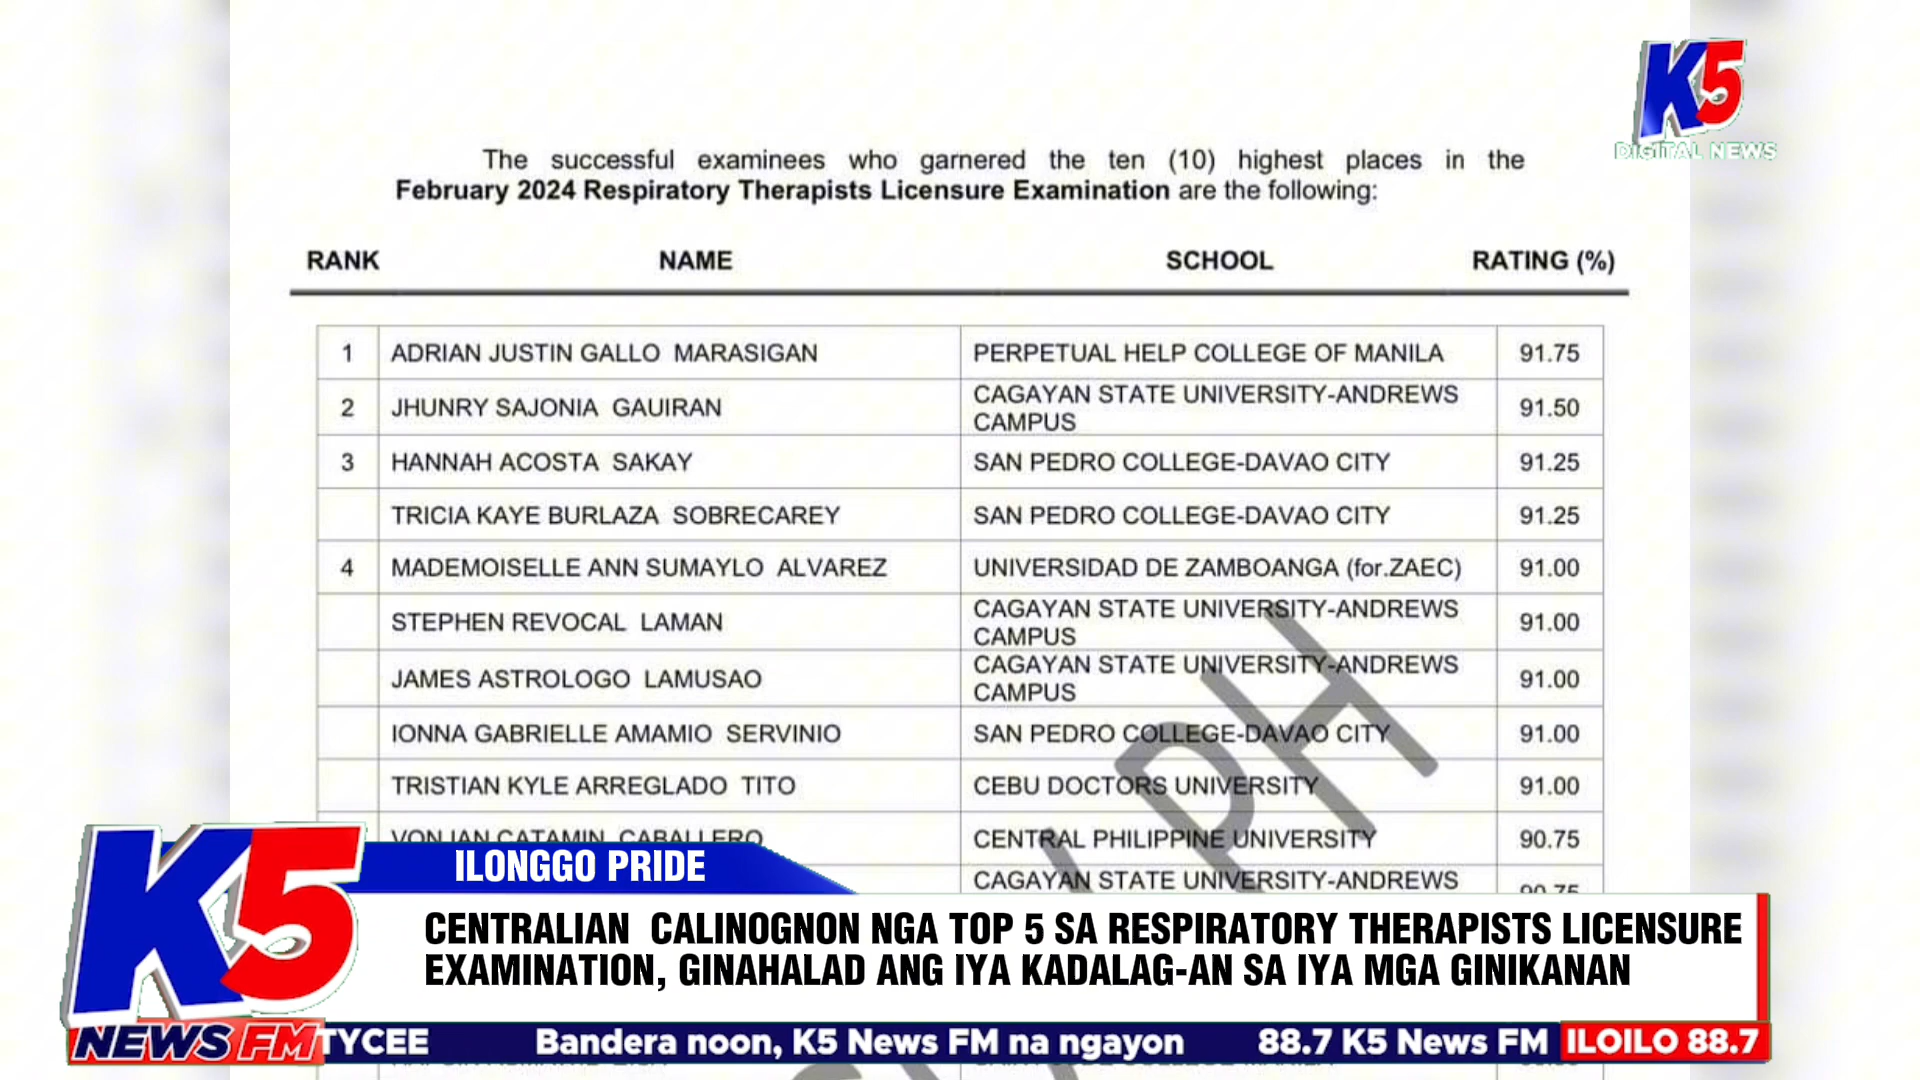 K5
DIGITAL NEWS
The successful examinees who garnered the ten (10) highest places in the
February 2024 Respiratory Therapists Licensure Examination are the following:
RANK NAME SCHOOL RATING (%)
1 ADRIAN JUSTIN GALLO MARASIGAN PERPETUAL HELP COLLEGE OF MANILA 91.75
2 JHUNRY SAJONIA GAUIRAN CAGAYAN STATE UNIVERSITY-ANDREWS CAMPUS 91.50
3 HANNAH ACOSTA SAKAY SAN PEDRO COLLEGE-DAVAO CITY 91.25
TRICIA KAYE BURLAZA SOBRECAREY SAN PEDRO COLLEGE-DAVAO CITY 91.25
4 MADEMOISELLE ANN SUMAYLO ALVAREZ UNIVERSIDAD DE ZAMBOANGA (for.ZAEC) 91.00
STEPHEN REVOCAL LAMAN CAGAYAN STATE UNIVERSITY-ANDREWS CAMPUS 91.00
JAMES ASTROLOGO LAMUSAO CAGAYAN STATE UNIVERSITY-ANDREWS CAMPUS 91.00
IONNA GABRIELLE AMAMIO SERVINIO SAN PEDRO COLLEGE-DAVAO CITY 91.00
TRISTIAN KYLE ARREGLADO TITO CEBU DOCTORS UNIVERSITY 91.00
VON IAN CATAMIN CABALLERO CENTRAL PHILIPPINE UNIVERSITY 90.75
CAGAYAN STATE UNIVERSITY-ANDREWS 90.75
PH
K5
ILONGGO PRIDE
CENTRALIAN CALINOGNON NGA TOP 5 SA RESPIRATORY THERAPISTS LICENSURE
EXAMINATION, GINAHALAD ANG IYA KADALAG-AN SA IYA MGA GINIKANAN
NEWS FM TYCEE Bandera noon, K5 News FM na ngayon 88.7 K5 News FM ILOILO 88.7